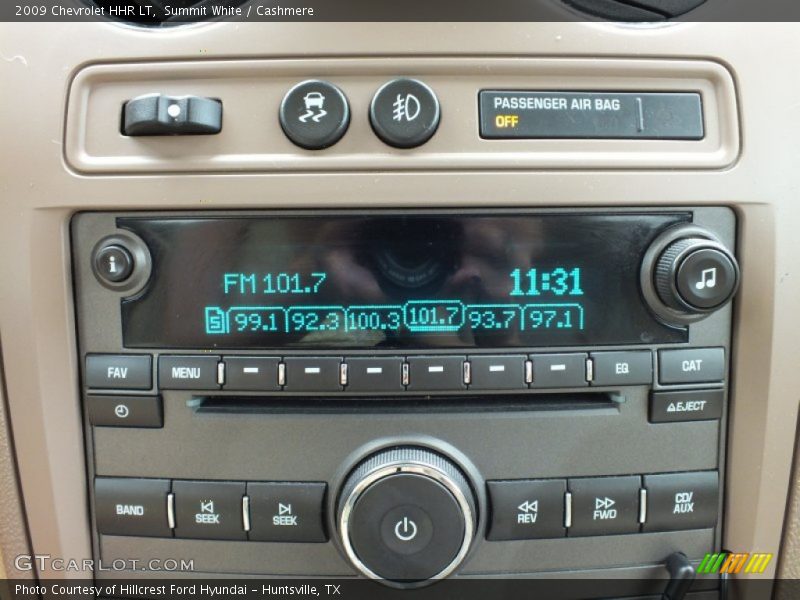 2009 Chevrolet HHR LT,  Summit White / Cashmere
PASSENGER AIR BAG
OFF
i
FM 101.7
11:31
S 99.1 92.3 100.3 101.7 93.7 97.1
FAV MENU EQ CAT
EJECT
BAND SEEK SEEK REV FWD CD/AUX
GTCARLOT.COM
Photo Courtesy of Hillcrest Ford Hyundai - Huntsville, TX